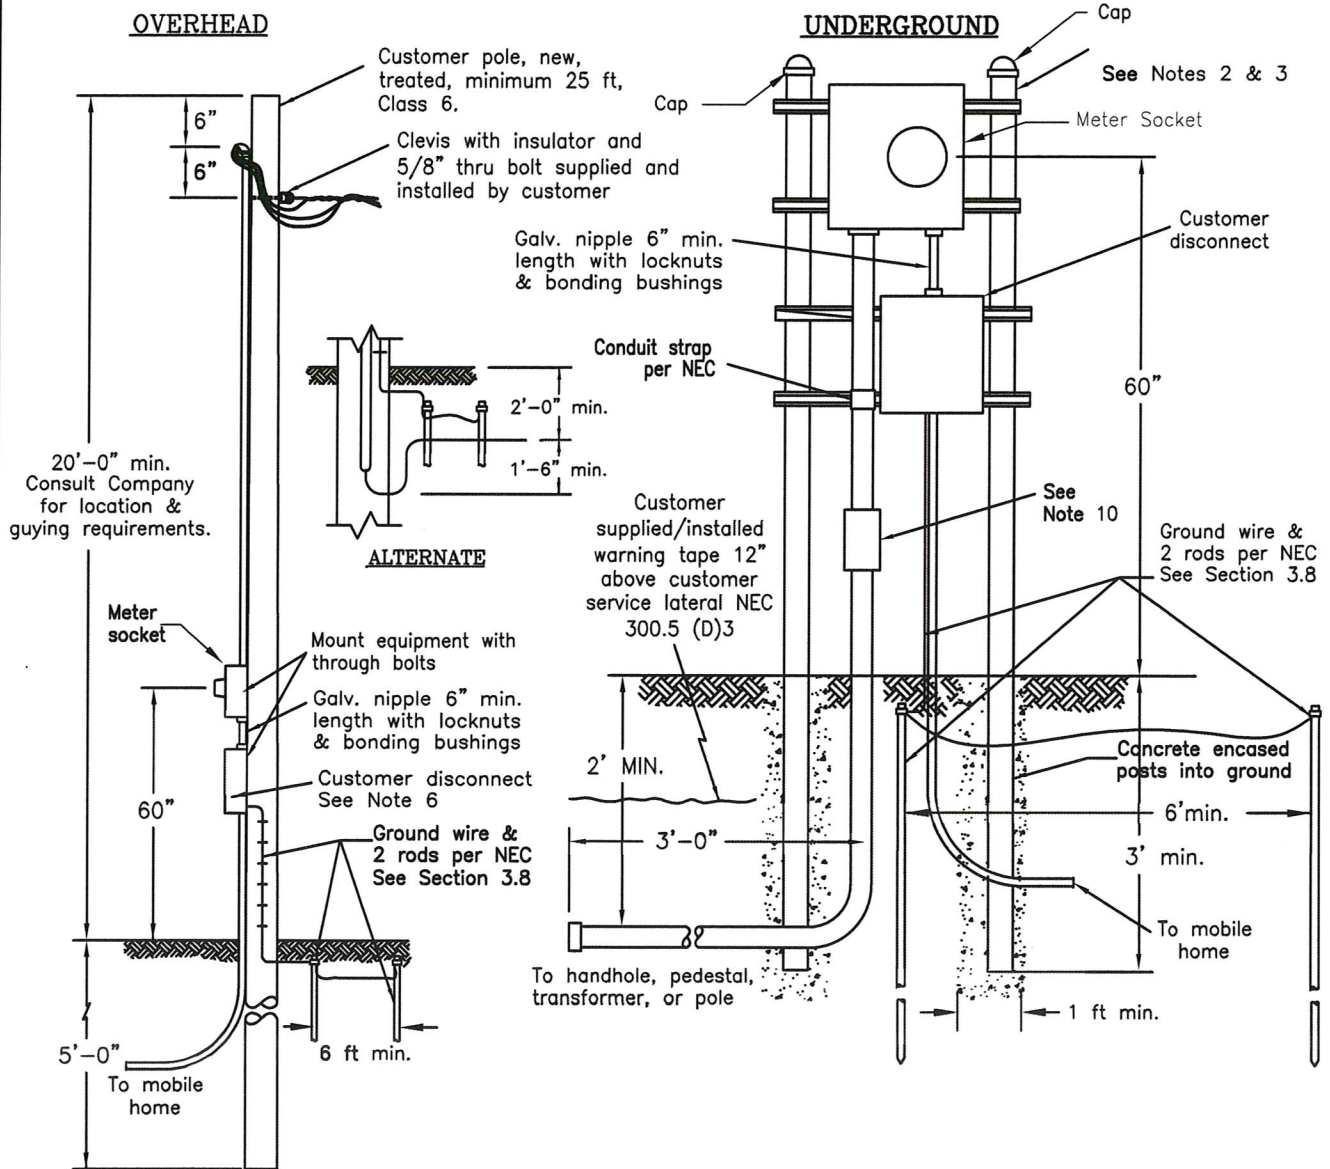 OVERHEAD
Customer pole, new,
treated, minimum 25 ft,
Class 6.
6"
6"
Clevis with insulator and
5/8" thru bolt supplied and
installed by customer
20'-0" min.
Consult Company
for location &
guying requirements.
2'-0" min.
1'-6" min.
ALTERNATE
Meter
socket
Mount equipment with
through bolts
Galv. nipple 6" min.
length with locknuts
& bonding bushings
Customer disconnect
See Note 6
60"
Ground wire &
2 rods per NEC
See Section 3.8
5'-0"
To mobile
home
6 ft min.
UNDERGROUND
Cap
Cap
See Notes 2 & 3
Meter Socket
Galv. nipple 6" min.
length with locknuts
& bonding bushings
Customer
disconnect
Conduit strap
per NEC
60"
Customer
supplied/installed
warning tape 12"
above customer
service lateral NEC
300.5 (D)3
See
Note 10
Ground wire &
2 rods per NEC
See Section 3.8
2' MIN.
3'-0"
Concrete encased
posts into ground
6'min.
3' min.
To mobile
home
To handhole, pedestal,
transformer, or pole
1 ft min.